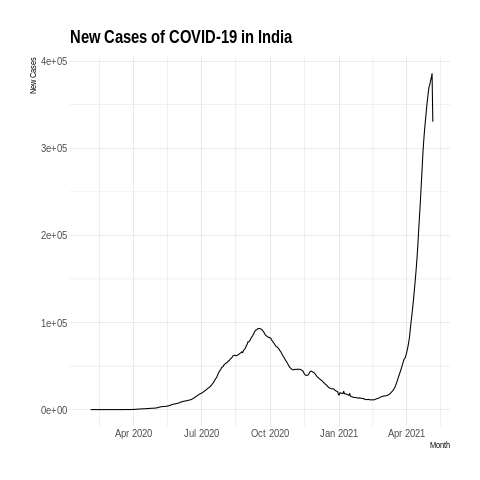 New Cases of COVID-19 in India
New Cases
4e+05
3e+05
2e+05
1e+05
0e+00
Apr 2020 Jul 2020 Oct 2020 Jan 2021 Apr 2021
Month